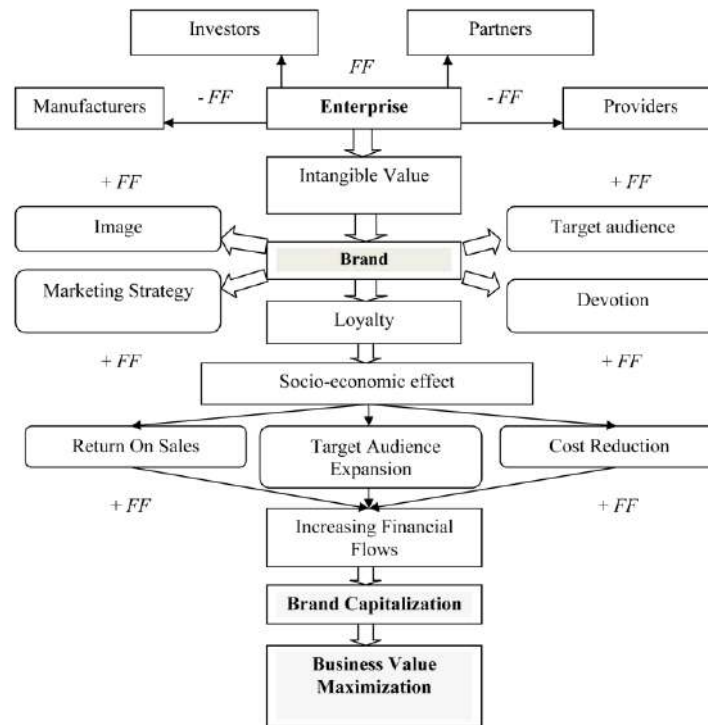 Investors
Partners
FF
Manufacturers
- FF
Enterprise
- FF
Providers
Intangible Value
+ FF
+ FF
Image
Target audience
Brand
Marketing Strategy
Devotion
Loyalty
+ FF
+ FF
Socio-economic effect
Return On Sales
Target Audience
Expansion
Cost Reduction
+ FF
+ FF
Increasing Financial
Flows
Brand Capitalization
Business Value
Maximization